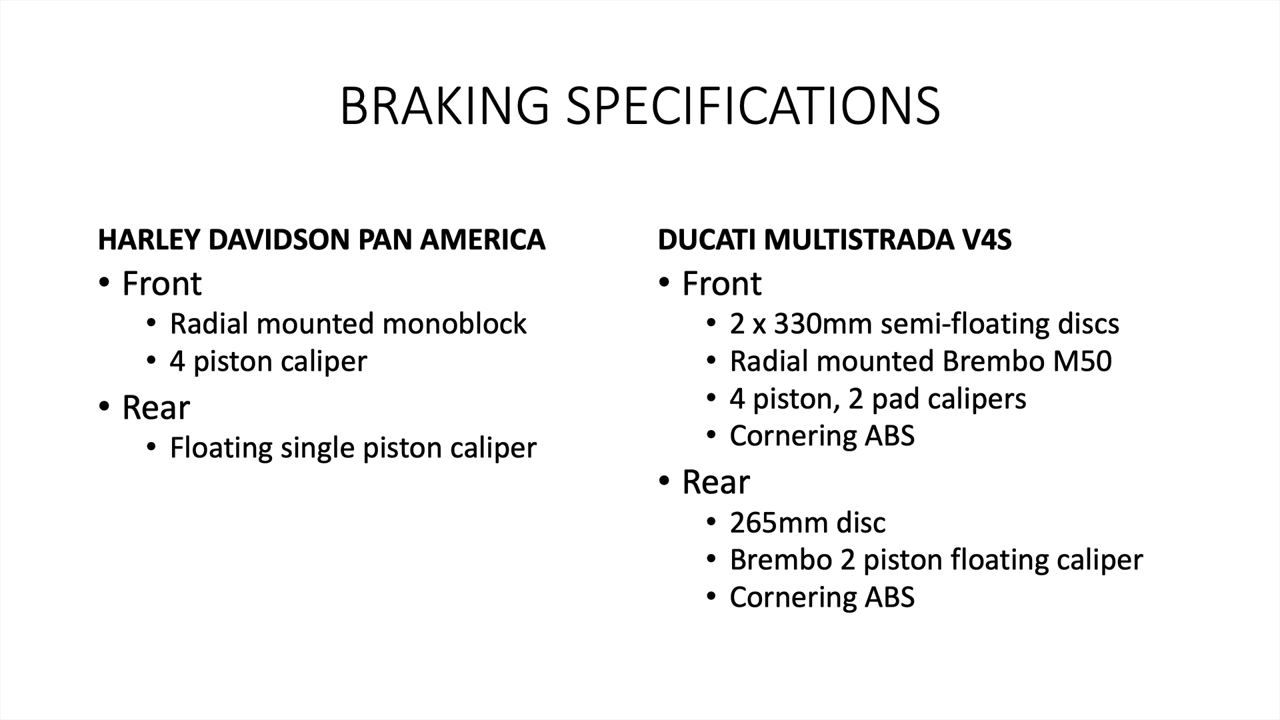 BRAKING SPECIFICATIONS
HARLEY DAVIDSON PAN AMERICA
• Front
• Radial mounted monoblock
• 4 piston caliper
• Rear
• Floating single piston caliper
DUCATI MULTISTRADA V4S
• Front
• 2 x 330mm semi-floating discs
• Radial mounted Brembo M50
• 4 piston, 2 pad calipers
• Cornering ABS
• Rear
• 265mm disc
• Brembo 2 piston floating caliper
• Cornering ABS